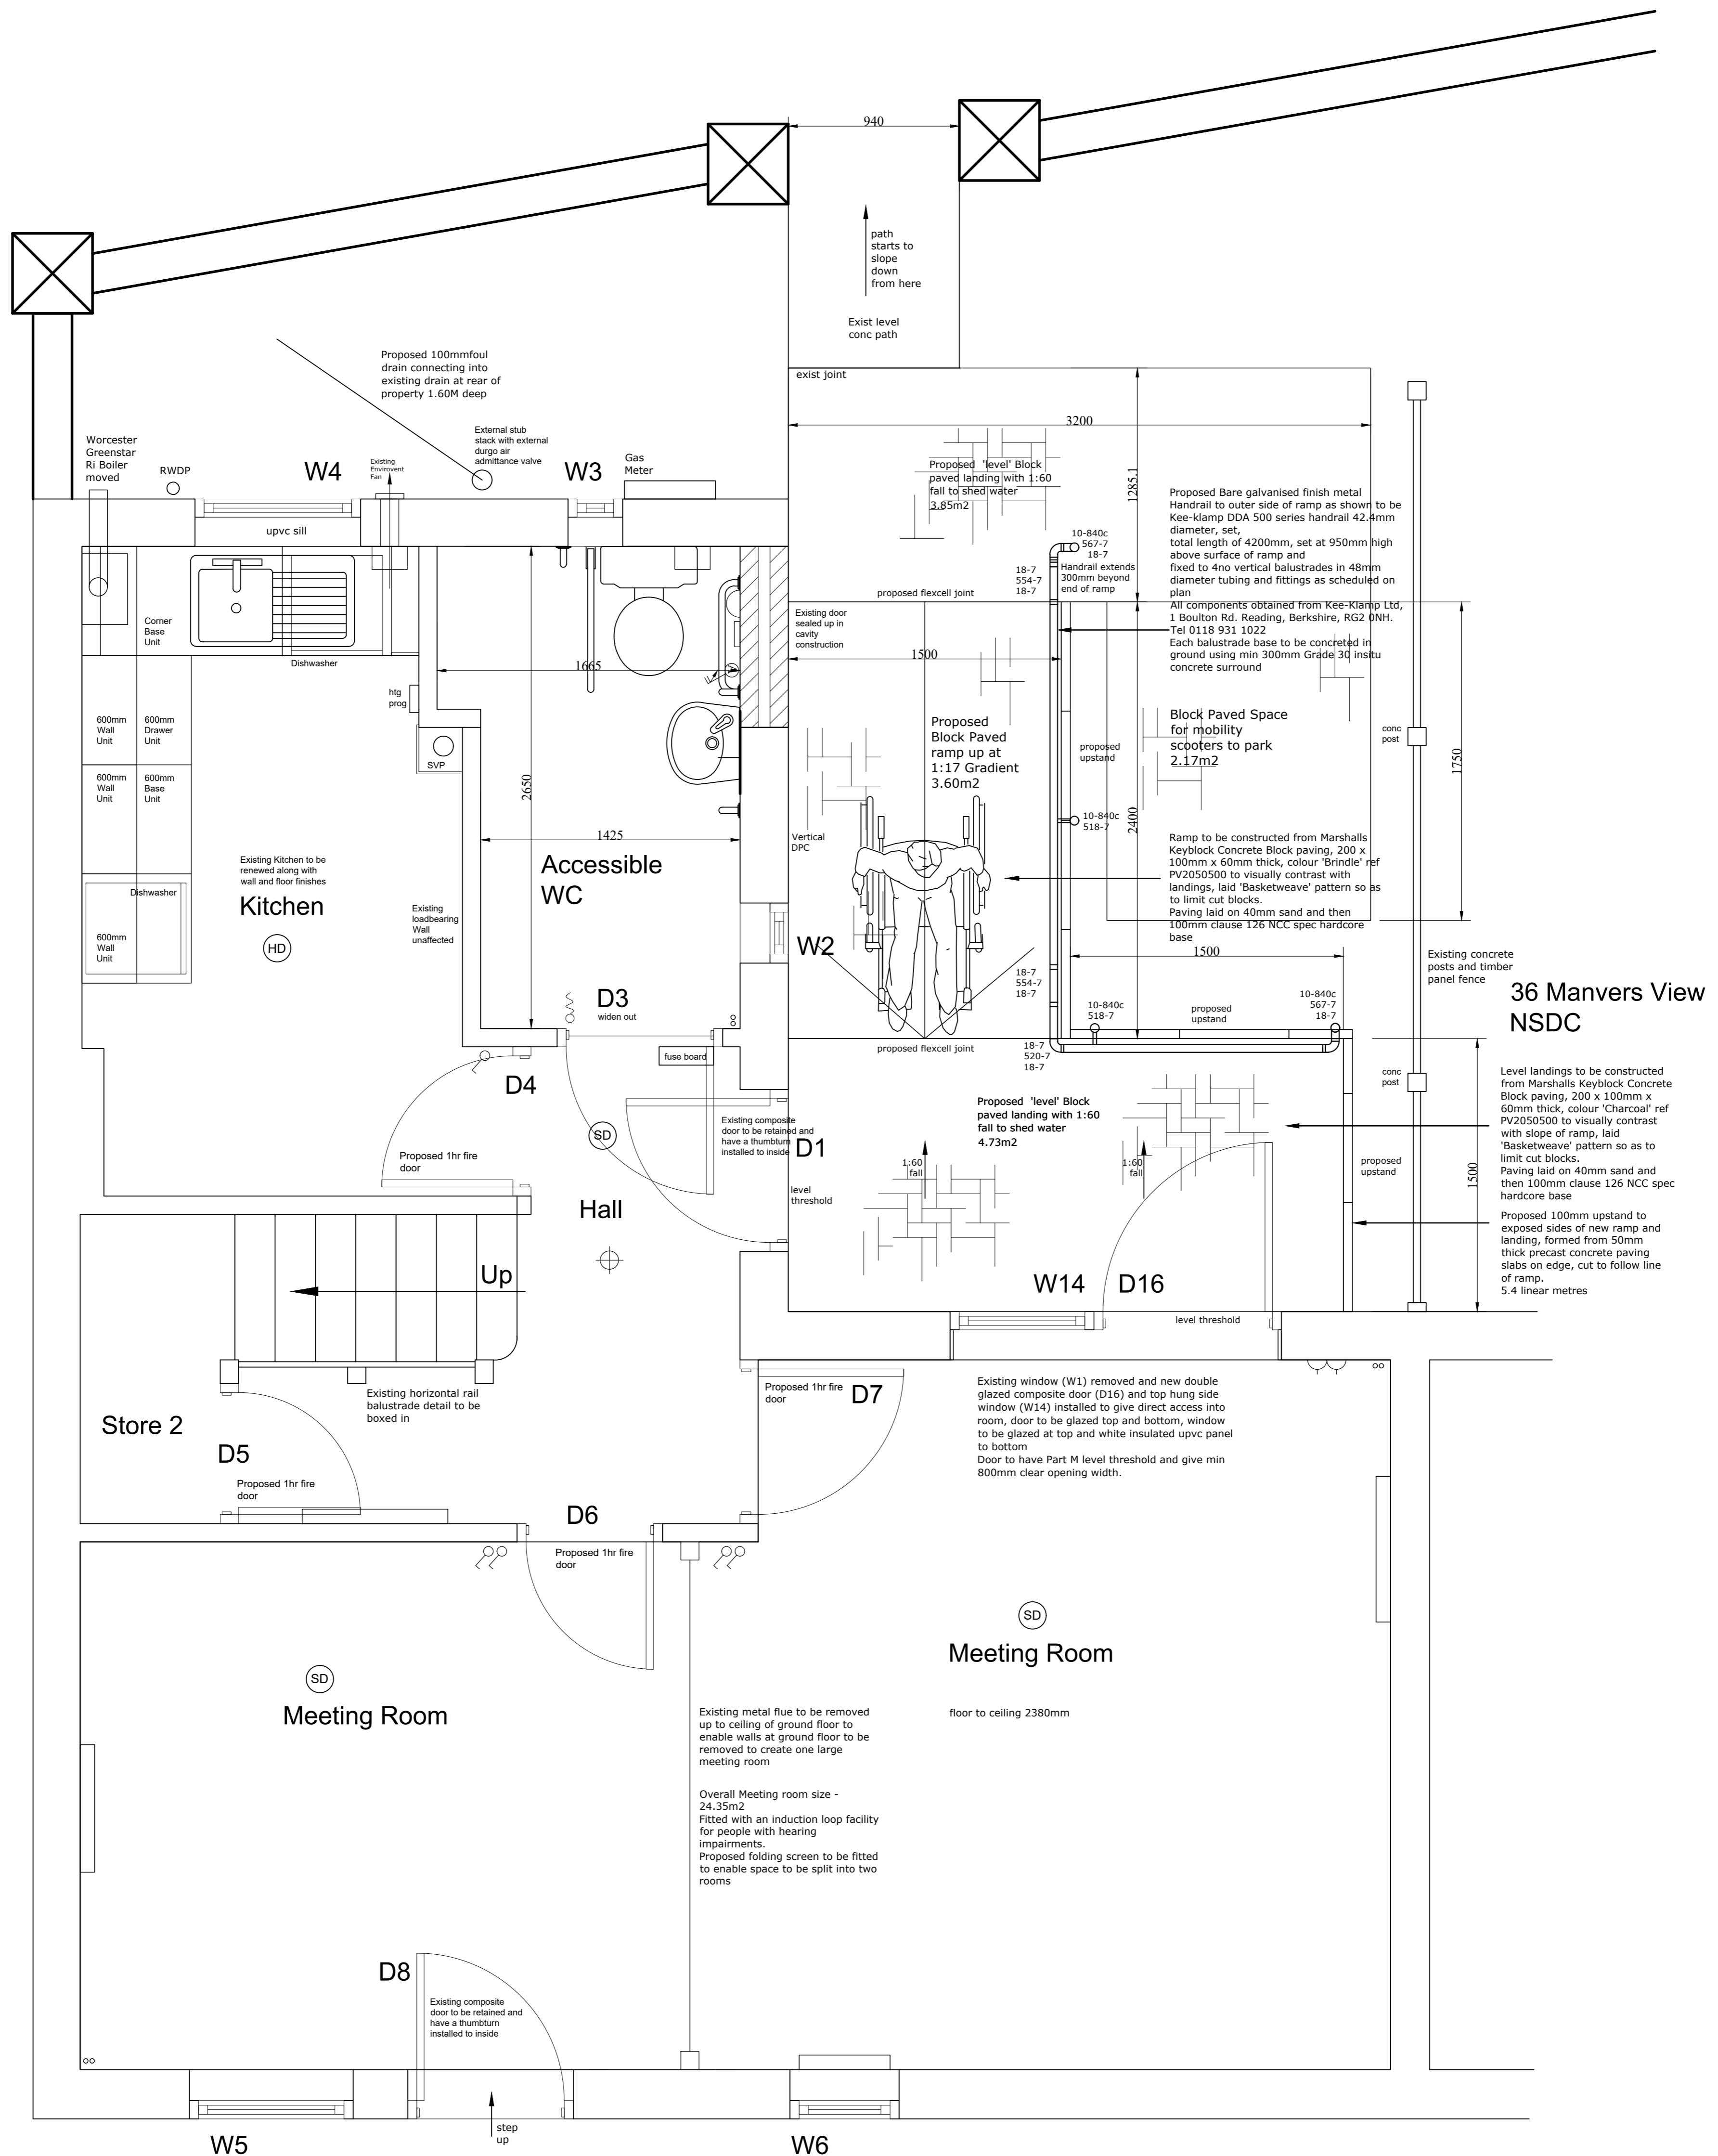 940
path
starts to
slope
down
from here
Exist level
conc path
Proposed 100mmfoul
drain connecting into
existing drain at rear of
property 1.60M deep
exist joint
3200
External stub
stack with external
durgo air
admittance valve
Worcester
Greenstar
Ri Boiler
moved
RWDP
W4
Existing
Envirovent
Fan
W3
Gas
Meter
Proposed 'level' Block
paved landing with 1:60
fall to shed water
3.85m2
1285.1
Proposed Bare galvanised finish metal
Handrail to outer side of ramp as shown to be
Kee-klamp DDA 500 series handrail 42.4mm
diameter, set,
total length of 4200mm, set at 950mm high
above surface of ramp and
fixed to 4no vertical balustrades in 48mm
diameter tubing and fittings as scheduled on
plan
All components obtained from Kee-Klamp Ltd,
1 Boulton Rd. Reading, Berkshire, RG2 0NH.
Tel 0118 931 1022
Each balustrade base to be concreted in
ground using min 300mm Grade 30 insitu
concrete surround
upvc sill
10-840c
567-7
18-7
18-7
554-7
18-7
Handrail extends
300mm beyond
end of ramp
proposed flexcell joint
Existing door
sealed up in
cavity
construction
1500
Corner
Base
Unit
Dishwasher
1665
htg
prog
600mm
Wall
Unit
600mm
Drawer
Unit
SVP
Proposed
Block Paved
ramp up at
1:17 Gradient
3.60m2
proposed
upstand
Block Paved Space
for mobility
scooters to park
2.17m2
conc
post
1750
600mm
Wall
Unit
600mm
Base
Unit
2650
1425
Vertical
DPC
10-840c
518-7
2400
Ramp to be constructed from Marshalls
Keyblock Concrete Block paving, 200 x
100mm x 60mm thick, colour 'Brindle' ref
PV2050500 to visually contrast with
landings, laid 'Basketweave' pattern so as
to limit cut blocks.
Paving laid on 40mm sand and then
100mm clause 126 NCC spec hardcore
base
Existing Kitchen to be
renewed along with
wall and floor finishes
Kitchen
HD
Accessible
WC
Dishwasher
600mm
Wall
Unit
Existing
loadbearing
Wall
unaffected
W2
1500
Existing concrete
posts and timber
panel fence
36 Manvers View
NSDC
18-7
554-7
18-7
10-840c
518-7
proposed
upstand
10-840c
567-7
18-7
D3
widen out
fuse board
proposed flexcell joint
18-7
520-7
18-7
D4
conc
post
Level landings to be constructed
from Marshalls Keyblock Concrete
Block paving, 200 x 100mm x
60mm thick, colour 'Charcoal' ref
PV2050500 to visually contrast
with slope of ramp, laid
'Basketweave' pattern so as to
limit cut blocks.
Paving laid on 40mm sand and
then 100mm clause 126 NCC spec
hardcore base
Proposed 'level' Block
paved landing with 1:60
fall to shed water
4.73m2
Existing composite
door to be retained and
have a thumbturn
installed to inside
D1
SD
Proposed 1hr fire
door
1:60
fall
1:60
fall
proposed
upstand
1500
level
threshold
Hall
Proposed 100mm upstand to
exposed sides of new ramp and
landing, formed from 50mm
thick precast concrete paving
slabs on edge, cut to follow line
of ramp.
5.4 linear metres
Up
W14
D16
level threshold
Existing horizontal rail
balustrade detail to be
boxed in
Proposed 1hr fire
door
D7
Existing window (W1) removed and new double
glazed composite door (D16) and top hung side
window (W14) installed to give direct access into
room, door to be glazed top and bottom, window
to be glazed at top and white insulated upvc panel
to bottom
Door to have Part M level threshold and give min
800mm clear opening width.
Store 2
D5
Proposed 1hr fire
door
D6
Proposed 1hr fire
door
SD
Meeting Room
SD
Meeting Room
floor to ceiling 2380mm
Existing metal flue to be removed
up to ceiling of ground floor to
enable walls at ground floor to be
removed to create one large
meeting room
Overall Meeting room size -
24.35m2
Fitted with an induction loop facility
for people with hearing
impairments.
Proposed folding screen to be fitted
to enable space to be split into two
rooms
D8
Existing composite
door to be retained and
have a thumbturn
installed to inside
step
up
W5
W6